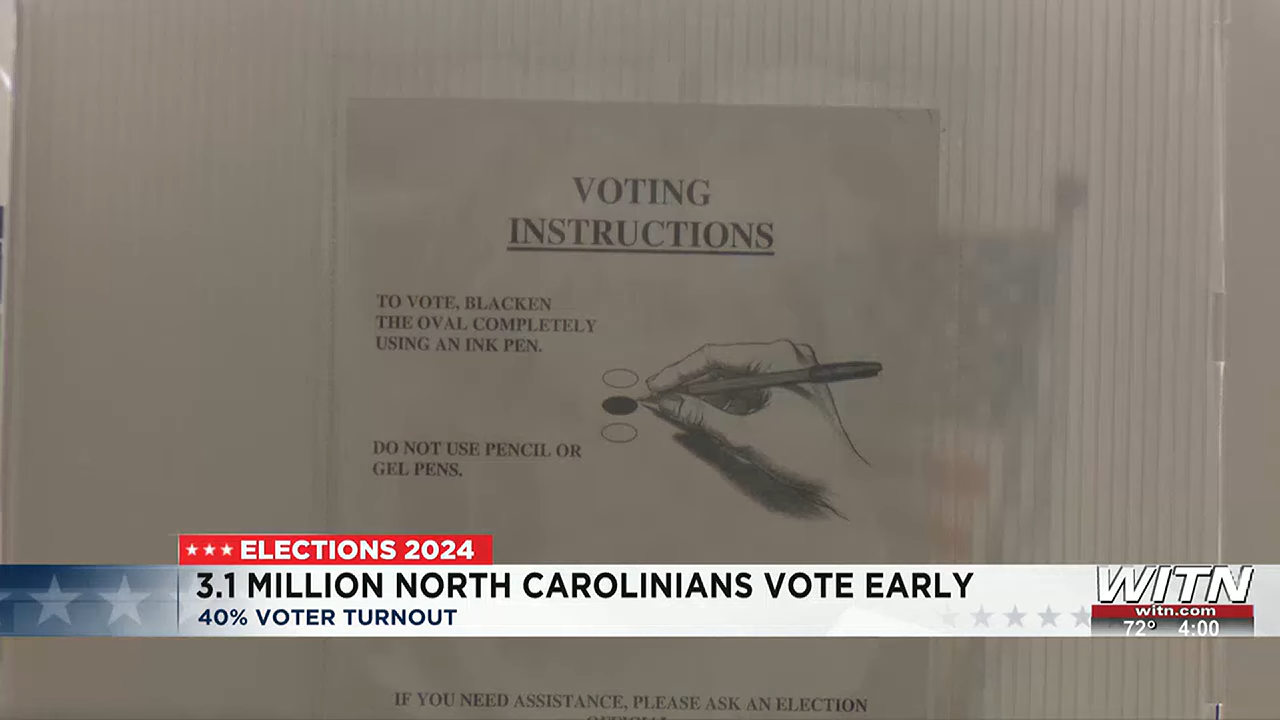 VOTING
INSTRUCTIONS
TO VOTE, BLACKEN
THE OVAL COMPLETELY
USING AN INK PEN.
DO NOT USE PENCIL OR
GEL PENS.
ELECTIONS 2024
3.1 MILLION NORTH CAROLINIANS VOTE EARLY
40% VOTER TURNOUT
WITN
witn.com
72° 4:00
IF YOU NEED ASSISTANCE, PLEASE ASK AN ELECTION